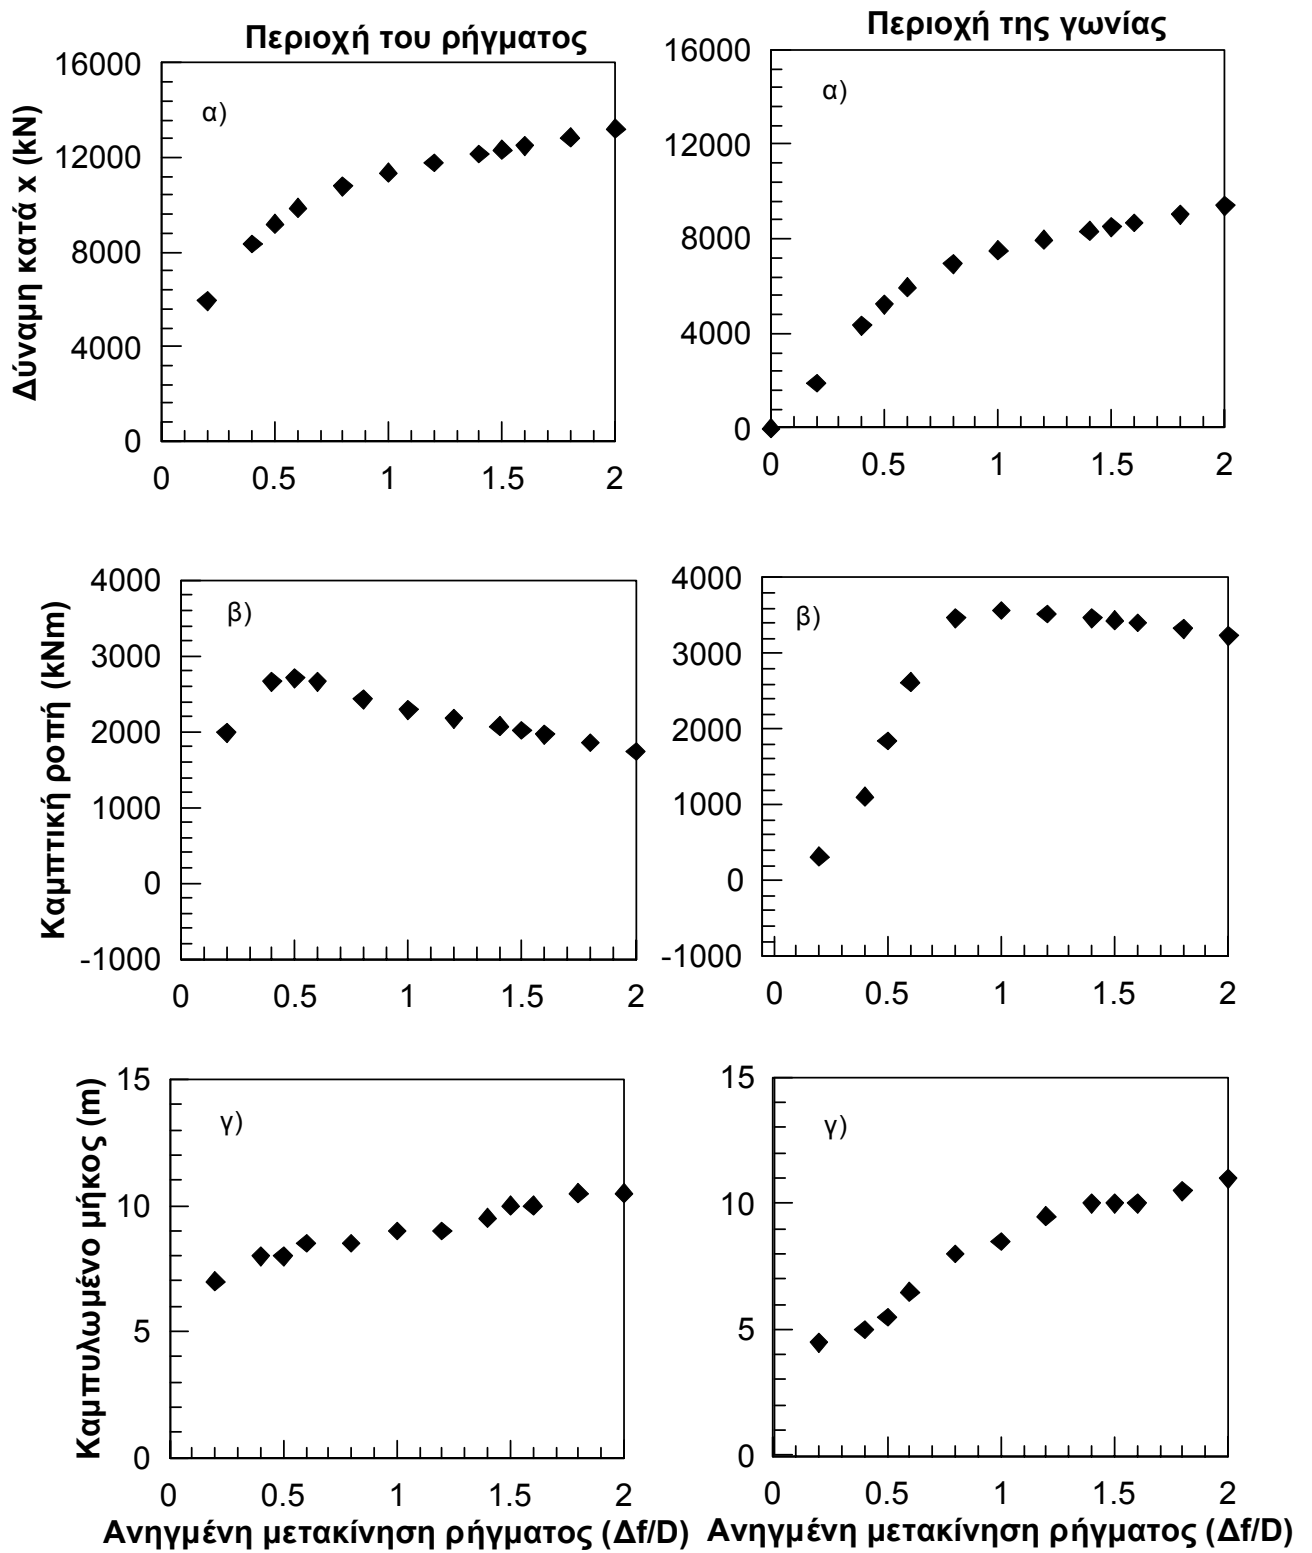 Περιοχή του ρήγματος
Περιοχή της γωνίας
Δύναμη κατά x (kN)
16000
12000
8000
4000
0
α)
0 0.5 1 1.5 2
16000
12000
8000
4000
0
α)
0 0.5 1 1.5 2
Καμπτική ροπή (kNm)
4000
3000
2000
1000
0
-1000
β)
0 0.5 1 1.5 2
4000
3000
2000
1000
0
-1000
β)
0 0.5 1 1.5 2
Καμπυλωμένο μήκος (m)
15
10
5
0
γ)
0 0.5 1 1.5 2
Ανηγμένη μετακίνηση ρήγματος (Δf/D)
15
10
5
0
γ)
0 0.5 1 1.5 2
Ανηγμένη μετακίνηση ρήγματος (Δf/D)